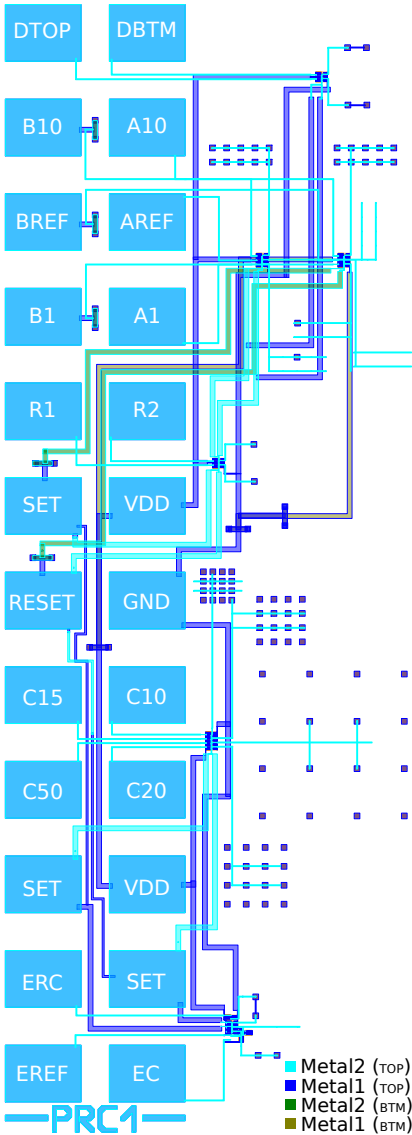 DTOP DBTM
B10 A10
BREF AREF
B1 A1
R1 R2
SET VDD
RESET GND
C15 C10
C50 C20
SET VDD
ERC SET
EREF EC
PRC1
Metal2 (TOP)
Metal1 (TOP)
Metal2 (BTM)
Metal1 (BTM)